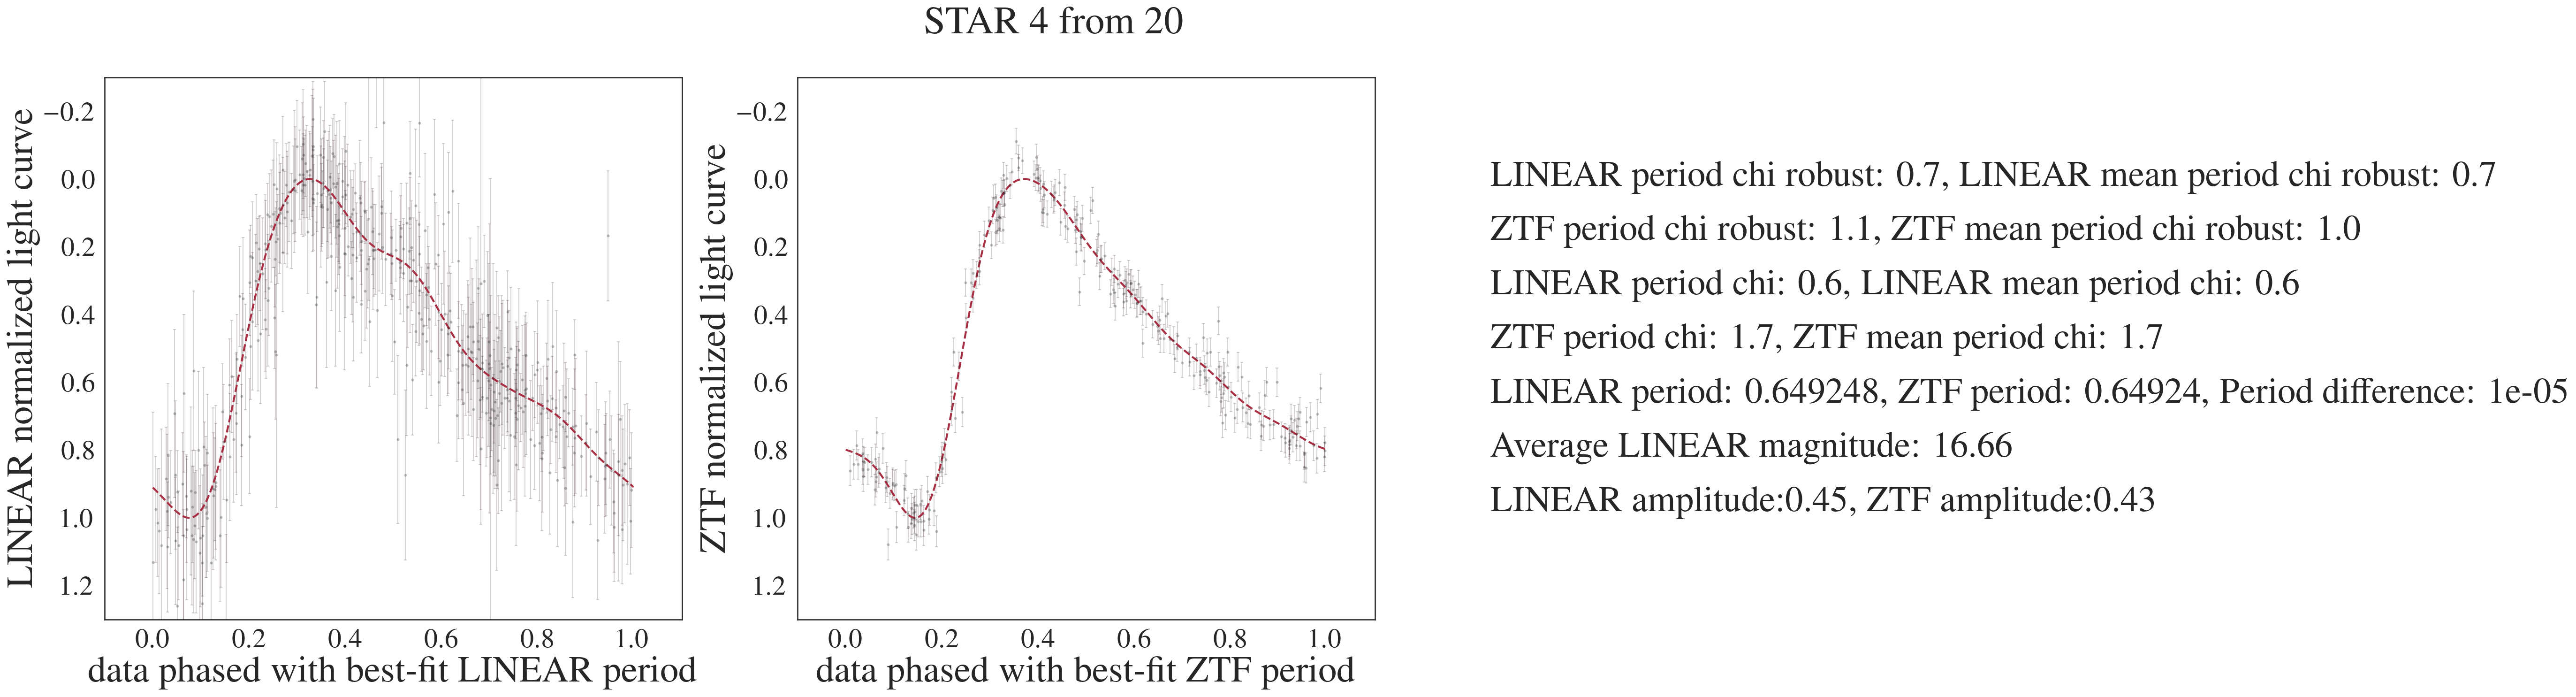 STAR 4 from 20
LINEAR normalized light curve
−0.2
0.0
0.2
0.4
0.6
0.8
1.0
1.2
0.0 0.2 0.4 0.6 0.8 1.0
data phased with best-fit LINEAR period
ZTF normalized light curve
−0.2
0.0
0.2
0.4
0.6
0.8
1.0
1.2
0.0 0.2 0.4 0.6 0.8 1.0
data phased with best-fit ZTF period
LINEAR period chi robust: 0.7, LINEAR mean period chi robust: 0.7
ZTF period chi robust: 1.1, ZTF mean period chi robust: 1.0
LINEAR period chi: 0.6, LINEAR mean period chi: 0.6
ZTF period chi: 1.7, ZTF mean period chi: 1.7
LINEAR period: 0.649248, ZTF period: 0.64924, Period difference: 1e-05
Average LINEAR magnitude: 16.66
LINEAR amplitude:0.45, ZTF amplitude:0.43